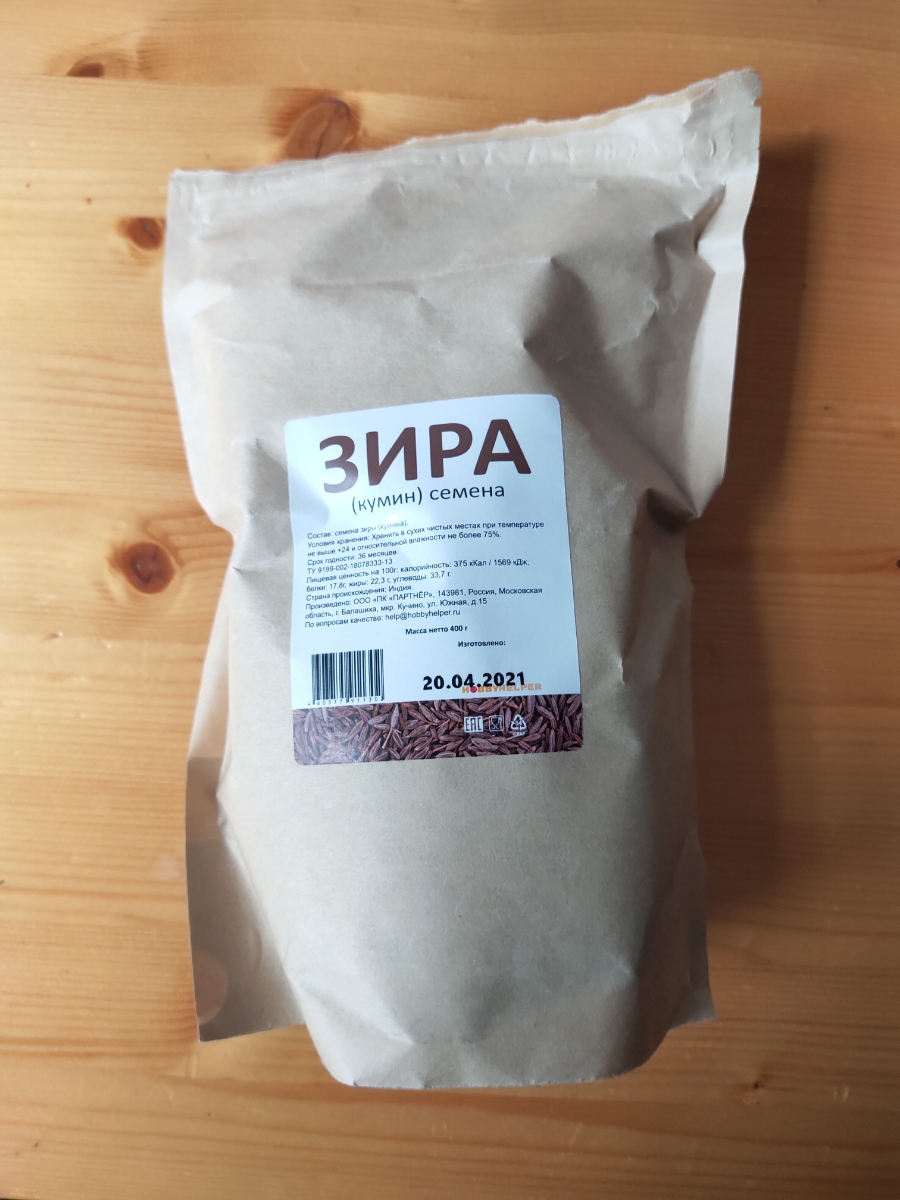 ЗИРА
(кумин) семена
Состав: семена зиры (кумина).
Условия хранения: Хранить в сухих чистых местах при температуре
не выше +24 и относительной влажности не более 75%.
Срок годности: 36 месяцев.
ТУ 9199-002-18078333-13
Пищевая ценность на 100г: калорийность: 375 кКал / 1569 кДж,
белки: 17,8г, жиры: 22,3 г, углеводы: 33,7 г.
Страна происхождения: Индия.
Произведено: ООО «ПК «ПАРТНЁР», 143981, Россия, Московская
область, г. Балашиха, мкр. Кучино, ул. Южная, д.15
По вопросам качества: help@hobbyhelper.ru
Масса нетто 400 г
Изготовлено:
20.04.2021
HOBBYHELPER
EAC